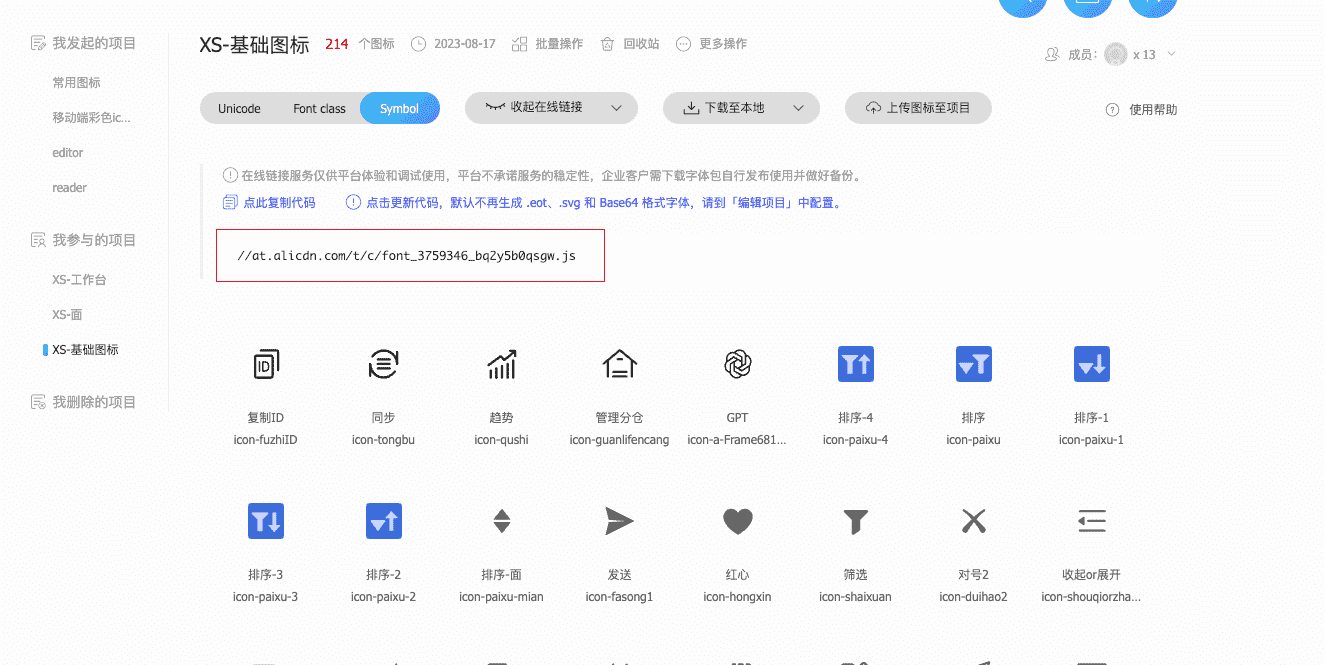 我发起的项目
常用图标
移动端彩色ic...
editor
reader
我参与的项目
XS-工作台
XS-面
XS-基础图标
我删除的项目
XS-基础图标 214 个图标 2023-08-17 批量操作 回收站 更多操作
成员： x 13
Unicode Font class Symbol 收起在线链接 下载至本地 上传图标至项目 使用帮助
在线链接服务仅供平台体验和调试使用，平台不承诺服务的稳定性，企业客户需下载字体包自行发布使用并做好备份。
点此复制代码 点击更新代码，默认不再生成 .eot、.svg 和 Base64 格式字体，请到「编辑项目」中配置。
//at.alicdn.com/t/c/font_3759346_bq2y5b0qsgw.js
ID
复制ID 同步 趋势 管理分仓 GPT 排序-4 排序 排序-1
icon-fuzhiID icon-tongbu icon-qushi icon-guanlifencang icon-a-Frame681... icon-paixu-4 icon-paixu icon-paixu-1
排序-3 排序-2 排序-面 发送 红心 筛选 对号2 收起or展开
icon-paixu-3 icon-paixu-2 icon-paixu-mian icon-fasong1 icon-hongxin icon-shaixuan icon-duihao2 icon-shouqiorzha...